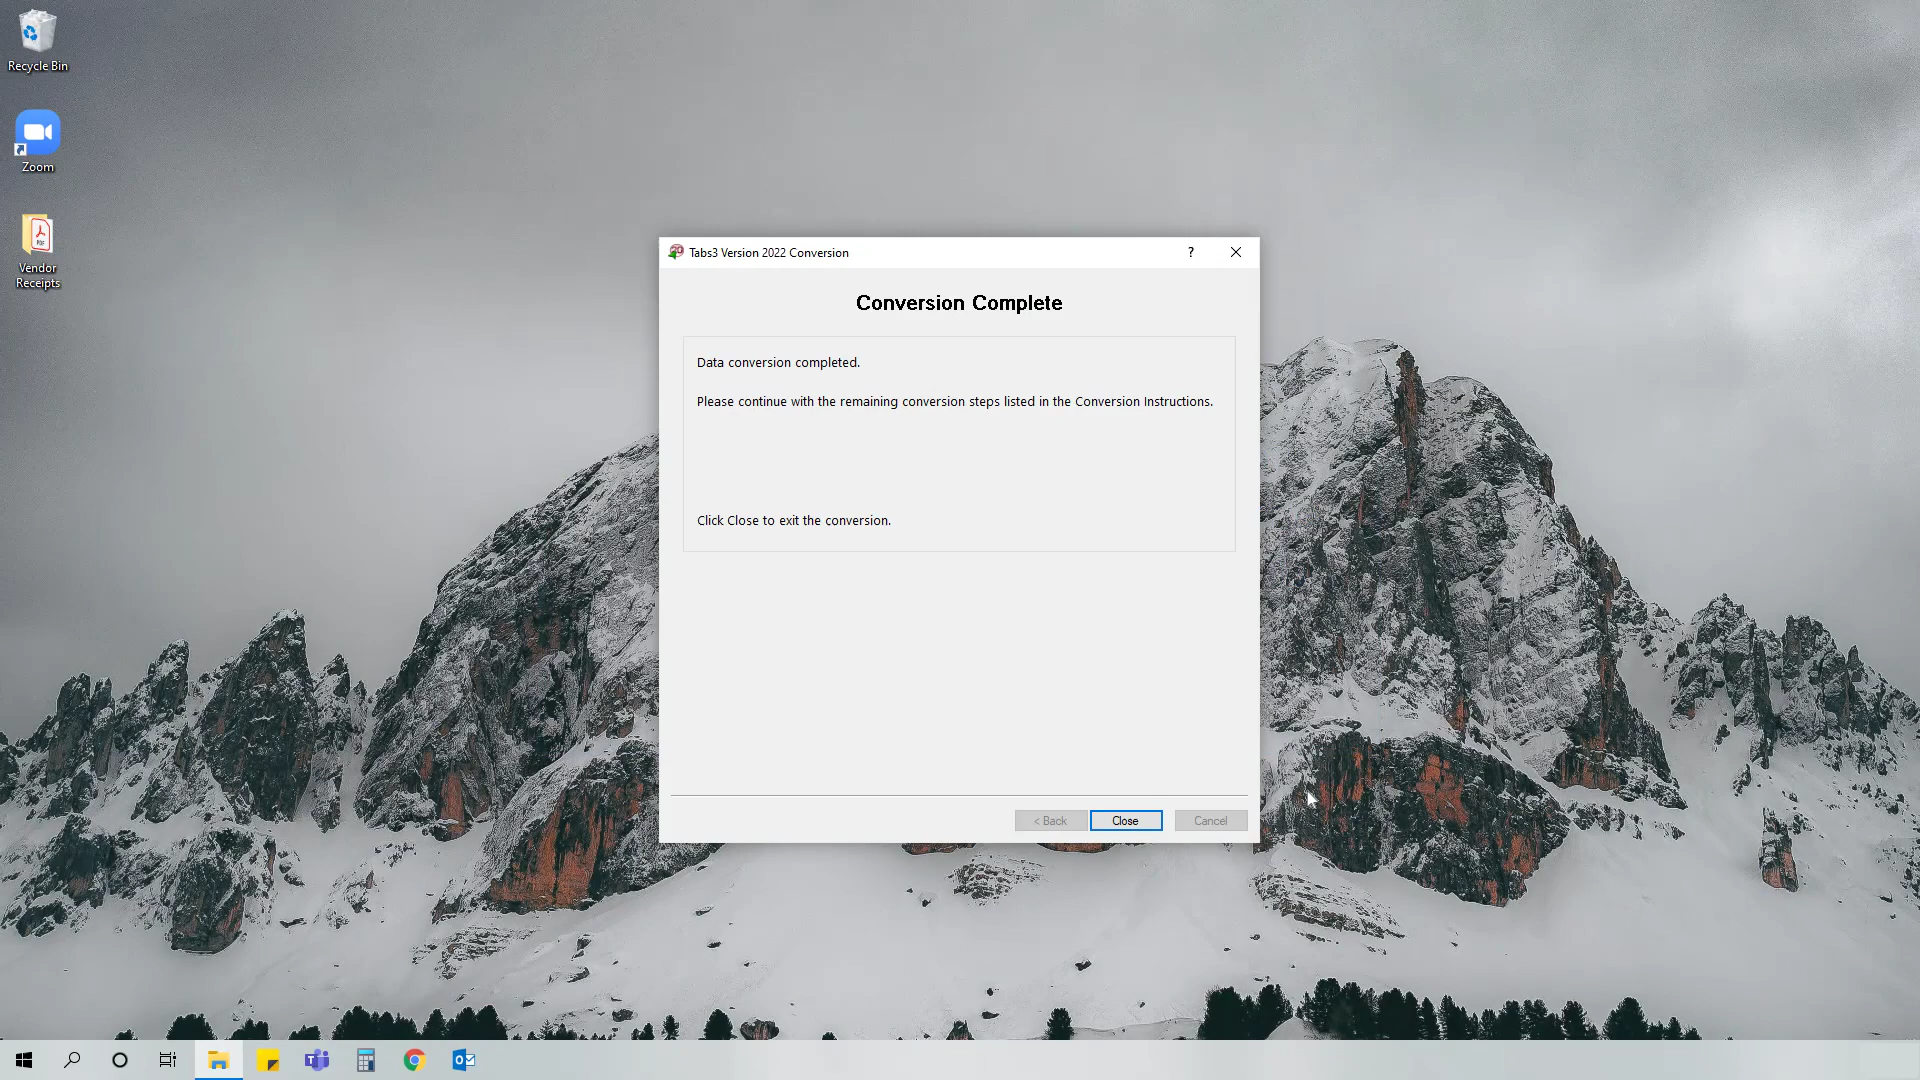 Recycle Bin
Zoom
Vendor
Receipts
Tabs3 Version 2022 Conversion
?
Conversion Complete
Data conversion completed.
Please continue with the remaining conversion steps listed in the Conversion Instructions.
Click Close to exit the conversion.
< Back
Close
Cancel